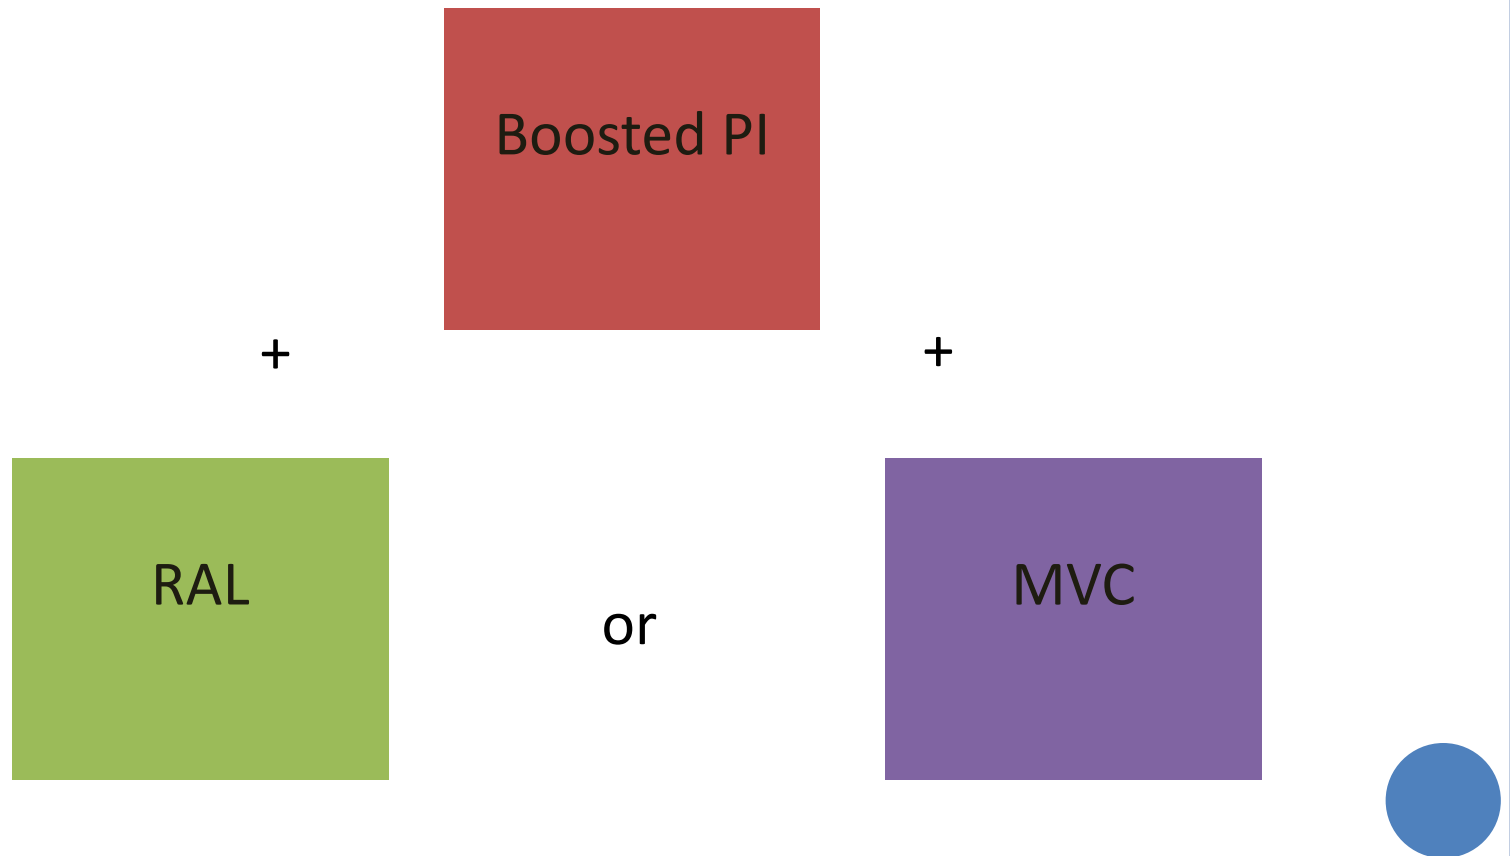 Boosted PI
+
+
RAL
or
MVC